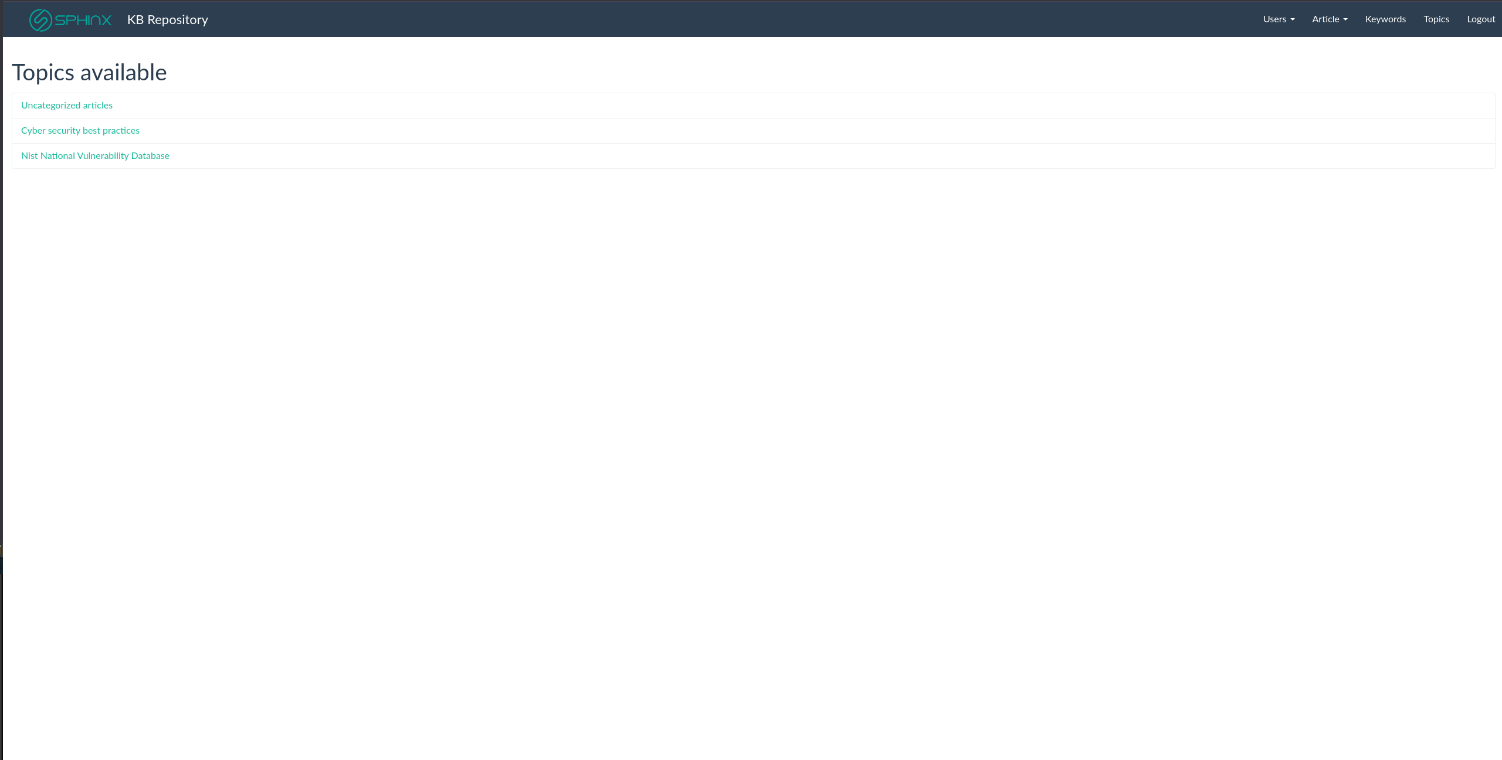 SPHINX KB Repository Users Article Keywords Topics Logout
Topics available
Uncategorized articles
Cyber security best practices
Nist National Vulnerability Database